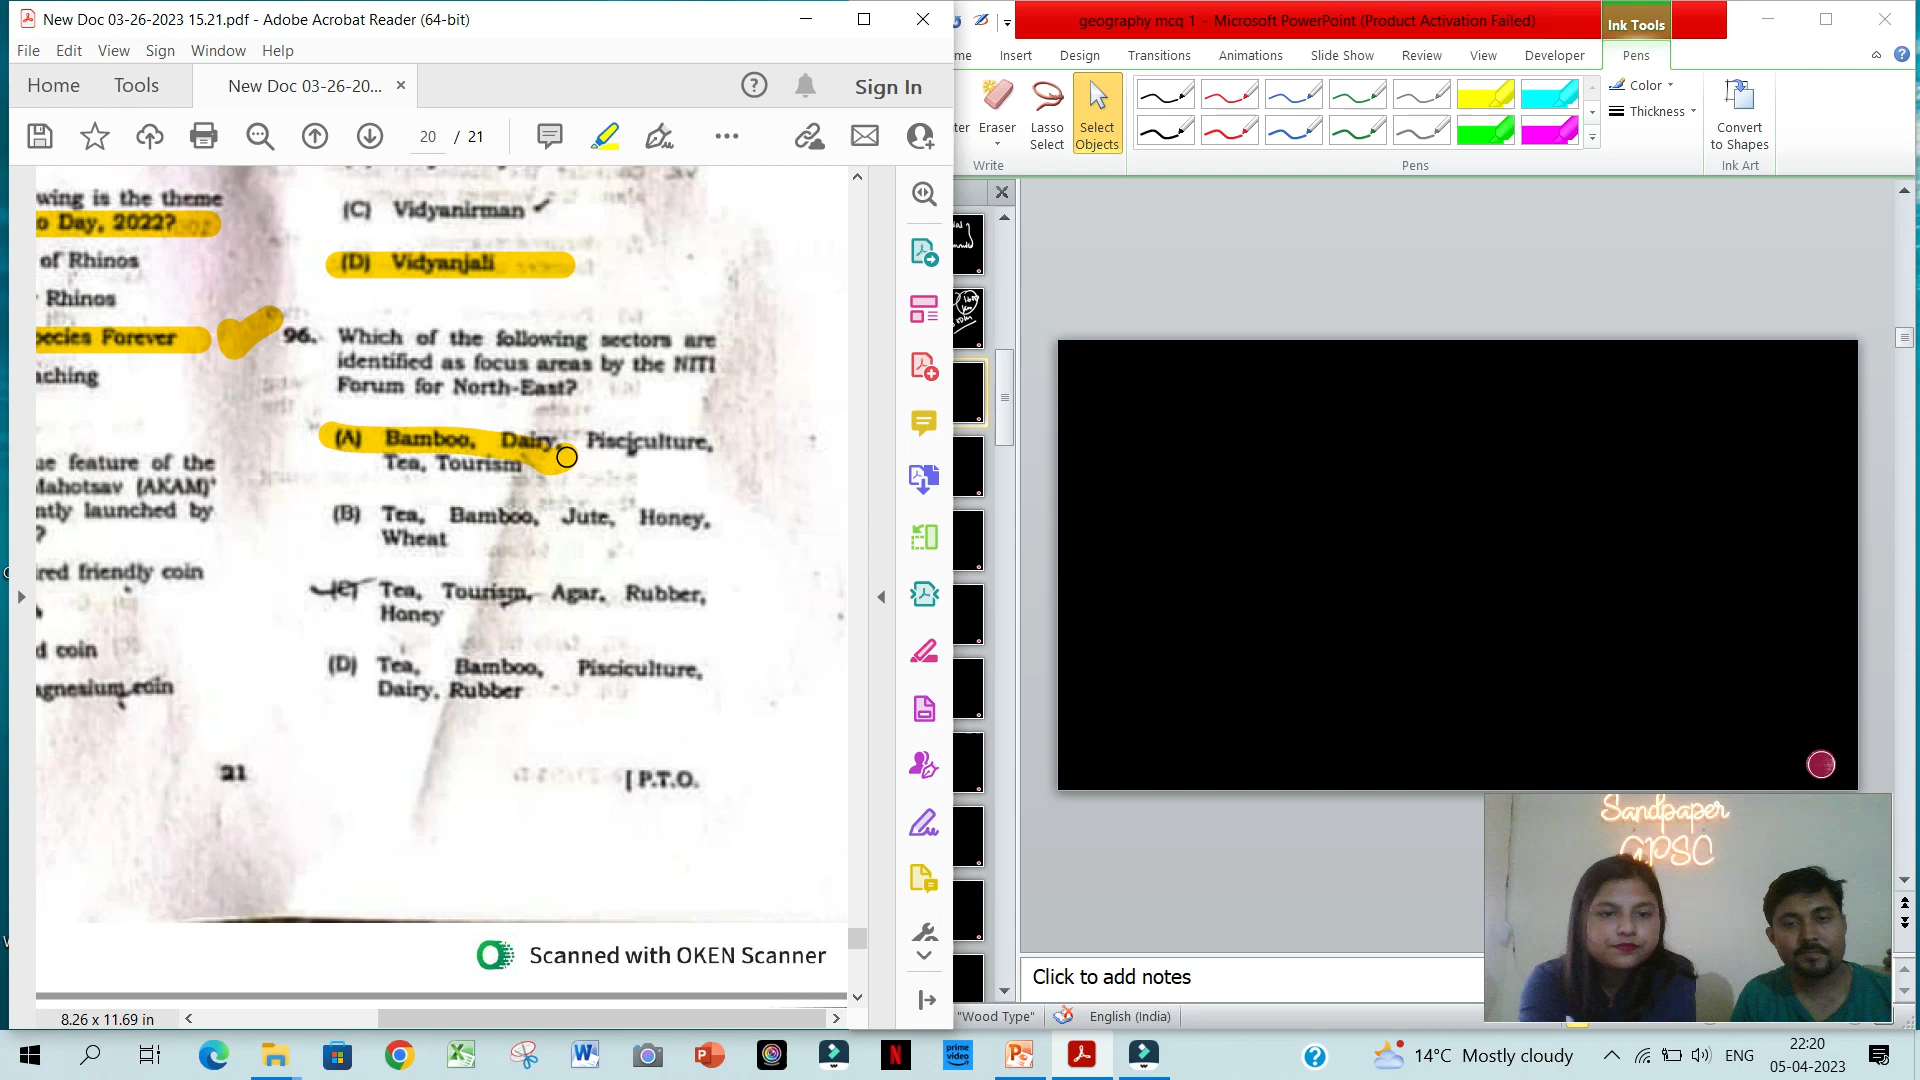 New Doc 03-26-2023 15.21.pdf - Adobe Acrobat Reader (64-bit)
File Edit View Sign Window Help
Home Tools New Doc 03-26-20... × Sign In
20 / 21
wing is the theme
o Day, 2022?
of Rhinos
Rhinos
pecies Forever
aching
ue feature of the
Mahotsav (AKAM)'
ntly launched by
?
red friendly coin
d coin
agnesium coin
21
(C) Vidyanirman
(D) Vidyanjali
96. Which of the following sectors are
identified as focus areas by the NITI
Forum for North-East?
(A) Bamboo, Dairy, Pisciculture,
Tea, Tourism
(B) Tea, Bamboo, Jute, Honey,
Wheat
(C) Tea, Tourism, Agar, Rubber,
Honey
(D) Tea, Bamboo, Pisciculture,
Dairy, Rubber
[ P.T.O.
Scanned with OKEN Scanner
8.26 x 11.69 in
geography mcq 1 - Microsoft PowerPoint (Product Activation Failed)
Ink Tools
me Insert Design Transitions Animations Slide Show Review View Developer Pens
ter Eraser Lasso Select Select Objects
Color
Thickness
Convert to Shapes
Write Pens Ink Art
Sandpaper
GPSC
Click to add notes
"Wood Type" English (India)
14°C Mostly cloudy ENG
22:20
05-04-2023
prime video